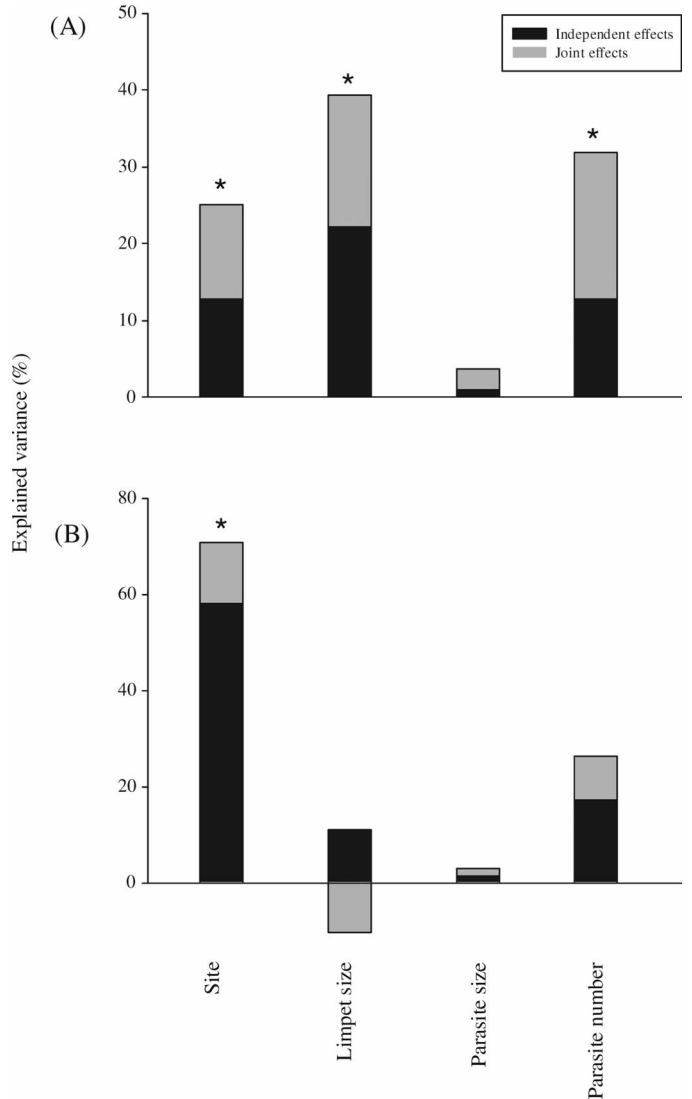 (A)
50
40
30
20
10
0
Independent effects
Joint effects
*
*
*
Explained variance (%)
(B)
80
60
40
20
0
*
Site
Limpet size
Parasite size
Parasite number